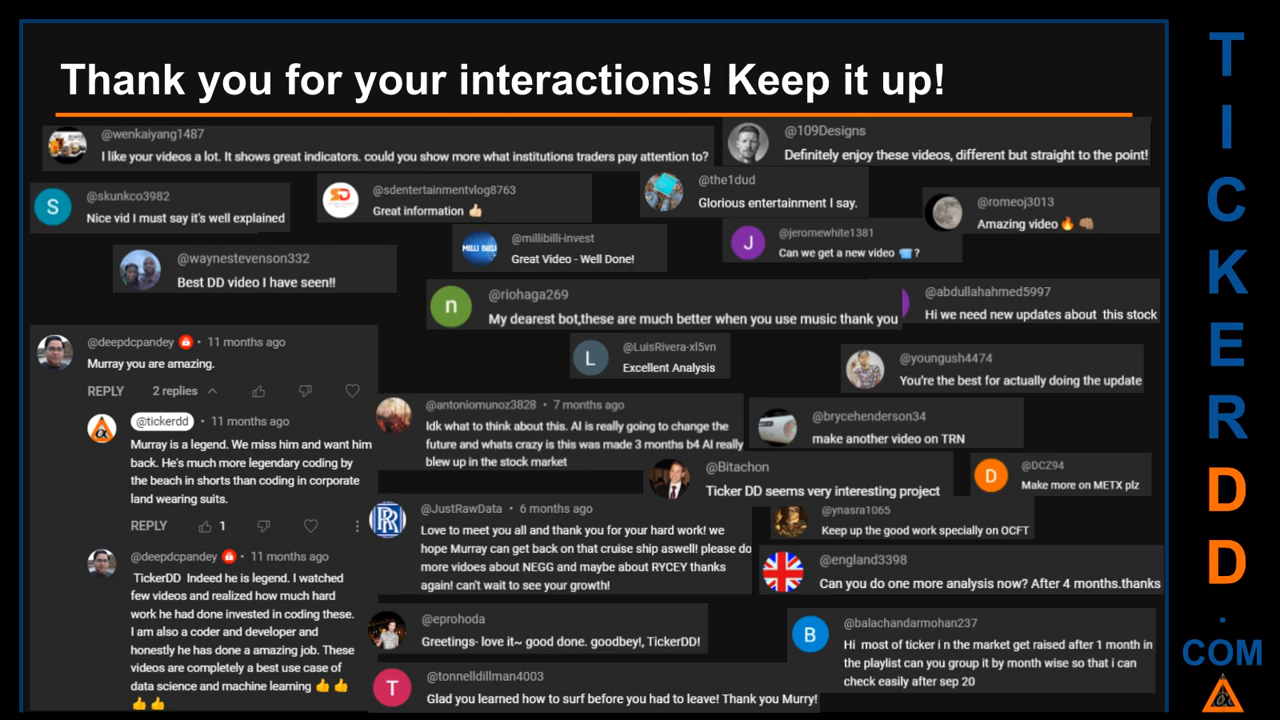 Thank you for your interactions! Keep it up!
@wenkaiyang1487
I like your videos a lot. It shows great indicators. could you show more what institutions traders pay attention to?
@109Designs
Definitely enjoy these videos, different but straight to the point!
S
@skunkco3982
Nice vid I must say it's well explained
SD
@sdentertainmentvlog8763
Great information 👍🏻
@the1dud
Glorious entertainment I say.
@romeoj3013
Amazing video 🔥 👊🏽
@waynestevenson332
Best DD video I have seen!!
MILLI BILLI
@millibilli-invest
Great Video - Well Done!
J
@jeromewhite1381
Can we get a new video ?
n
@riohaga269
My dearest bot,these are much better when you use music thank you
@abdullahahmed5997
Hi we need new updates about this stock
L
@LuisRivera-xl5vn
Excellent Analysis
@youngush4474
You're the best for actually doing the update
@deepdcpandey • 11 months ago
Murray you are amazing.
REPLY 2 replies
@tickerdd • 11 months ago
Murray is a legend. We miss him and want him
back. He's much more legendary coding by
the beach in shorts than coding in corporate
land wearing suits.
REPLY 1
@deepdcpandey • 11 months ago
TickerDD Indeed he is legend. I watched
few videos and realized how much hard
work he had done invested in coding these.
I am also a coder and developer and
honestly he has done a amazing job. These
videos are completely a best use case of
data science and machine learning 👍 👍
👍 👍
@antoniomunoz3828 • 7 months ago
Idk what to think about this. AI is really going to change the
future and whats crazy is this was made 3 months b4 AI really
blew up in the stock market
@brycehenderson34
make another video on TRN
@Bitachon
Ticker DD seems very interesting project
D
@DCZ94
Make more on METX plz
RR
@JustRawData • 6 months ago
Love to meet you all and thank you for your hard work! we
hope Murray can get back on that cruise ship aswell! please do
more vidoes about NEGG and maybe about RYCEY thanks
again! can't wait to see your growth!
@ynasra1065
Keep up the good work specially on OCFT
@england3398
Can you do one more analysis now? After 4 months.thanks
@eprohoda
Greetings- love it~ good done. goodbey!, TickerDD!
B
@balachandarmohan237
Hi most of ticker i n the market get raised after 1 month in
the playlist can you group it by month wise so that i can
check easily after sep 20
T
@tonnelldillman4003
Glad you learned how to surf before you had to leave! Thank you Murry!
T
I
C
K
E
R
D
D
.
COM
α